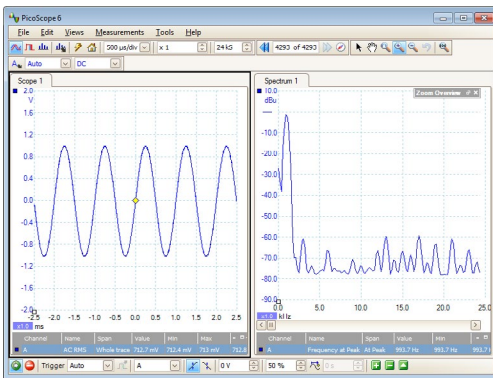 PicoScope 6
File Edit Views Measurements Tools Help
500 µs/div x 1 24 kS 4293 of 4293
A Auto DC
Scope 1
2.0
V
1.6
1.2
0.8
0.4
0.0
-0.4
-0.8
-1.2
-1.6
-2.0
-2.5 -2.0 -1.5 -1.0 -0.5 0.0 0.5 1.0 1.5 2.0 2.5
x1.0 ms
Channel Name Span Value Min Max
A AC RMS Whole trace 712.7 mV 712.4 mV 713 mV 712.8
Spectrum 1
10.0
dBu
Zoom Overview
-10.0
-20.0
-30.0
-40.0
-50.0
-60.0
-70.0
-80.0
-90.0
0.0 5.0 10.0 15.0 20.0 25.0
x1.0 kHz
Channel Name Span Value Min
A Frequency at Peak At Peak 993.7 Hz 993.7 Hz 993.7
Trigger Auto A 0 V 50 % 0 s